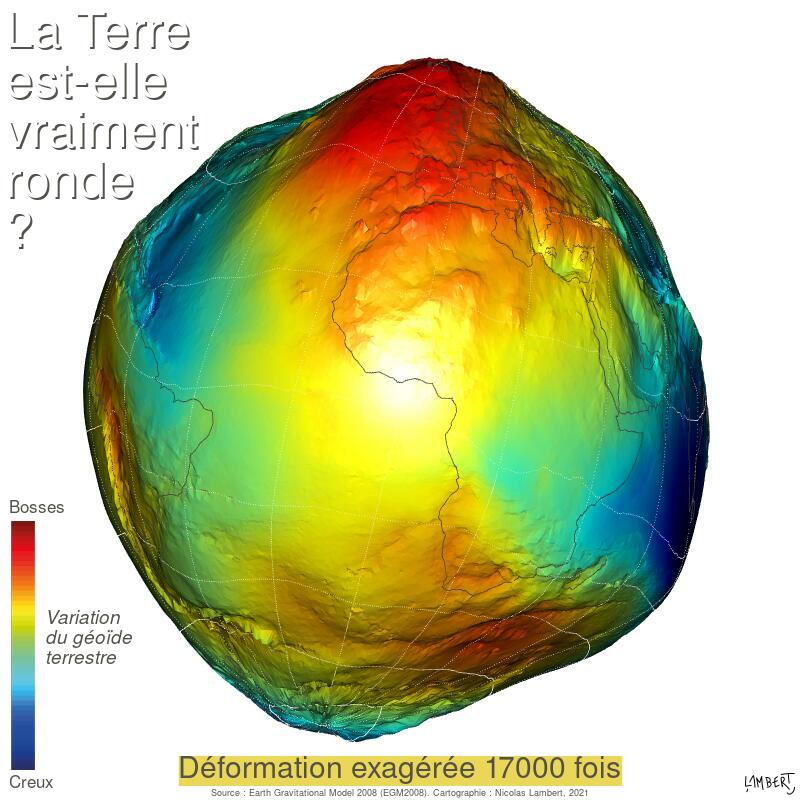 La Terre
est-elle
vraiment
ronde
?
Bosses
Variation
du géoïde
terrestre
Creux
Déformation exagérée 17000 fois
Source : Earth Gravitational Model 2008 (EGM2008). Cartographie : Nicolas Lambert, 2021
LAMBERT